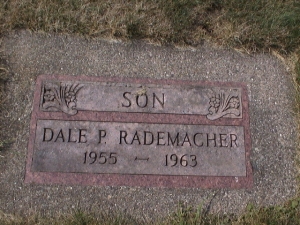 SON
DALE P. RADEMACHER
1955 — 1963